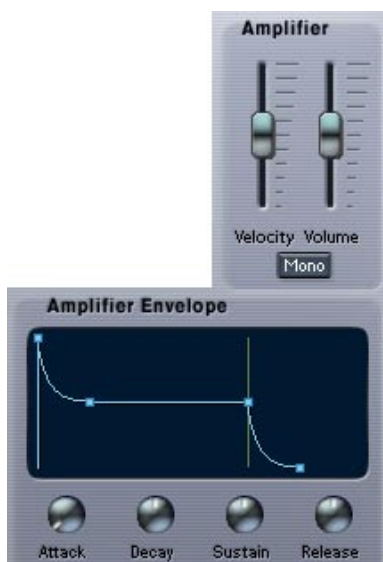 Amplifier
Velocity Volume
Mono
Amplifier Envelope
Attack Decay Sustain Release